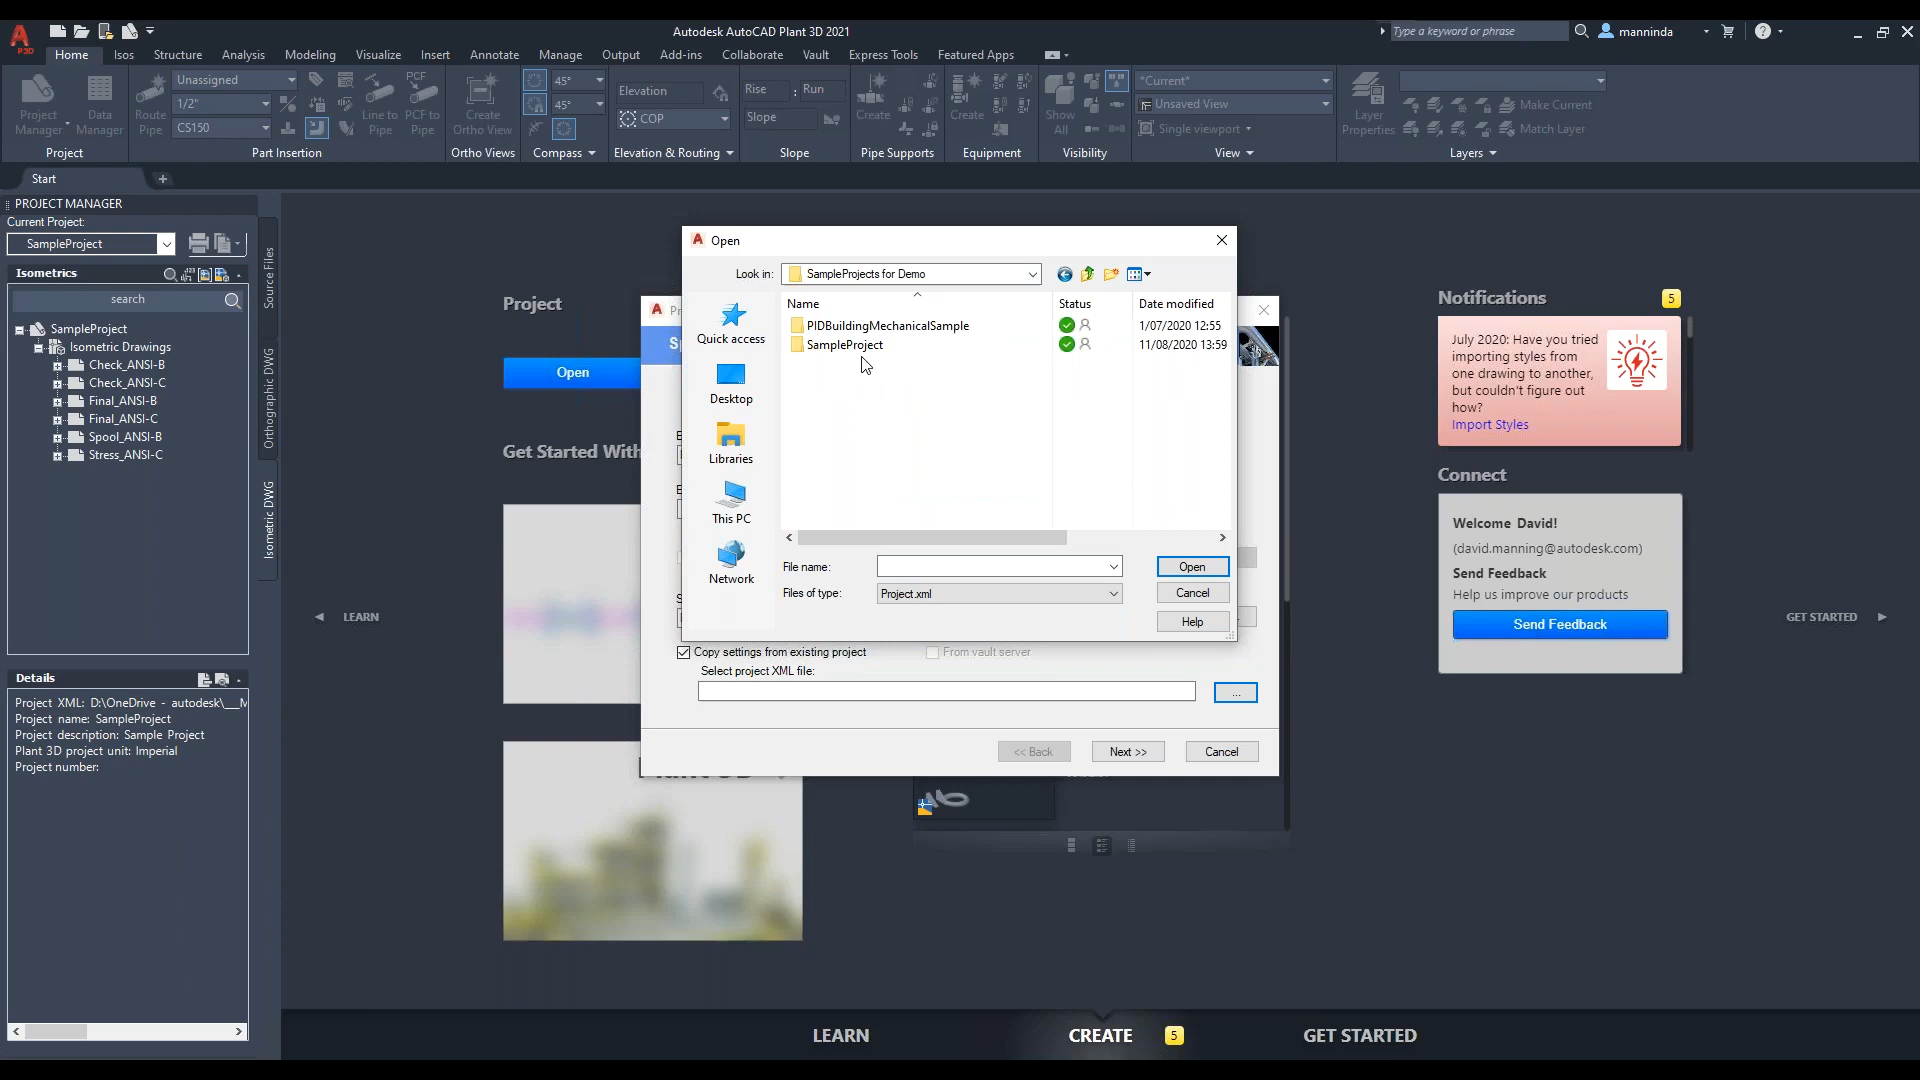 Autodesk AutoCAD Plant 3D 2021
Type a keyword or phrase
manninda
Home Isos Structure Analysis Modeling Visualize Insert Annotate Manage Output Add-ins Collaborate Vault Express Tools Featured Apps
Project Manager
Data Manager
Project
Route Pipe
Unassigned
1/2"
CS150
Line to Pipe
PCF to Pipe
PCF
Part Insertion
Create Ortho View
Ortho Views
45°
45°
Compass
Elevation
COP
Elevation & Routing
Rise : Run
Slope
Slope
Create
Pipe Supports
Create
Equipment
Show All
Visibility
*Current*
Unsaved View
Single viewport
View
Layer Properties
Make Current
Match Layer
Layers
Start
PROJECT MANAGER
Current Project:
SampleProject
Isometrics
search
SampleProject
Isometric Drawings
Check_ANSI-B
Check_ANSI-C
Final_ANSI-B
Final_ANSI-C
Spool_ANSI-B
Stress_ANSI-C
Source Files
Orthographic DWG
Isometric DWG
Details
Project XML: D:\OneDrive - autodesk\___M
Project name: SampleProject
Project description: Sample Project
Plant 3D project unit: Imperial
Project number:
Project
Open
Get Started With
LEARN
Open
Look in: SampleProjects for Demo
Name Status Date modified
PIDBuildingMechanicalSample 1/07/2020 12:55
SampleProject 11/08/2020 13:59
Quick access
Desktop
Libraries
This PC
Network
File name:
Open
Files of type: Project.xml
Cancel
Help
Copy settings from existing project From vault server
Select project XML file:
...
<< Back Next >> Cancel
Notifications 5
July 2020: Have you tried
importing styles from
one drawing to another,
but couldn't figure out
how?
Import Styles
Connect
Welcome David!
(david.manning@autodesk.com)
Send Feedback
Help us improve our products
Send Feedback
GET STARTED
LEARN CREATE 5 GET STARTED